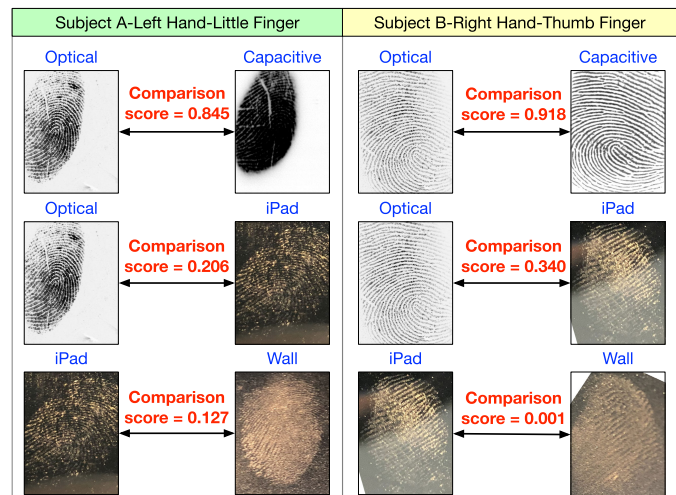 Subject A-Left Hand-Little Finger
Subject B-Right Hand-Thumb Finger
Optical
Capacitive
Comparison
score = 0.845
Optical
Capacitive
Comparison
score = 0.918
Optical
iPad
Comparison
score = 0.206
Optical
iPad
Comparison
score = 0.340
iPad
Wall
Comparison
score = 0.127
iPad
Wall
Comparison
score = 0.001